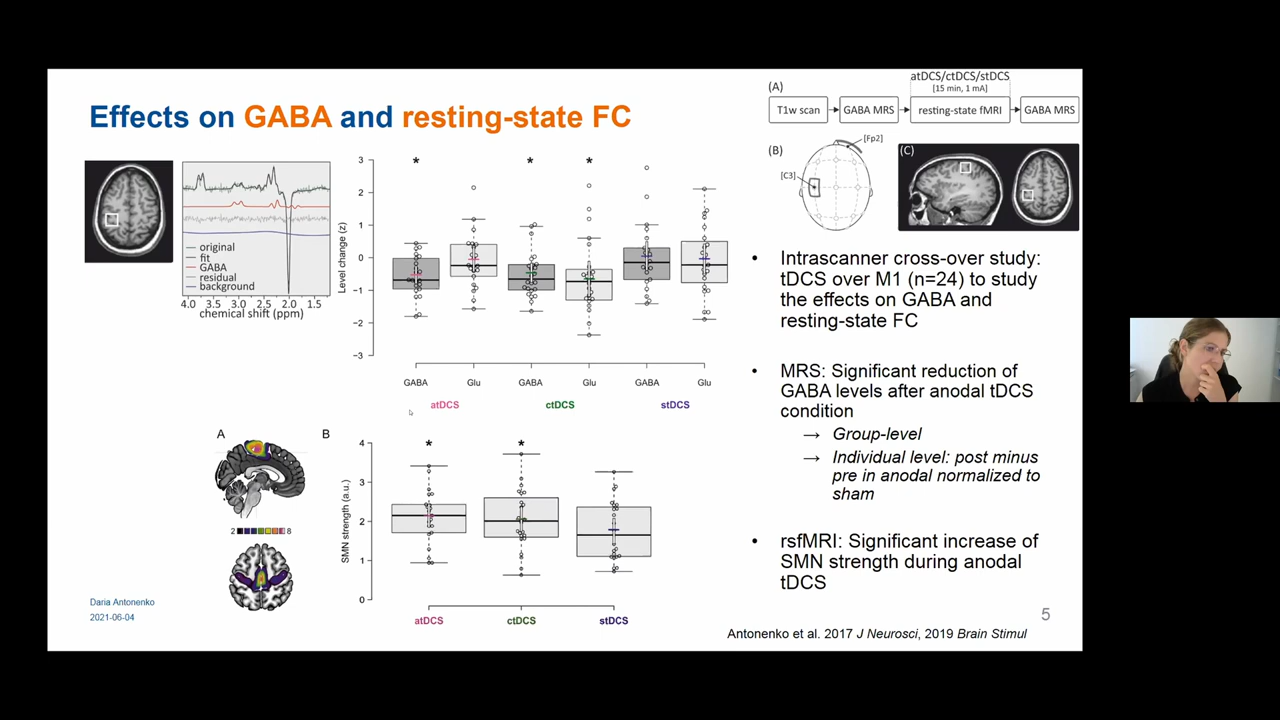 Effects on GABA and resting-state FC
original
fit
GABA
residual
background
4.0 3.5 3.0 2.5 2.0 1.5
chemical shift (ppm)
Level change (z)
3
2
1
0
−1
−2
−3
* * *
GABA Glu GABA Glu GABA Glu
atDCS ctDCS stDCS
A
2 8
B
SMN strength (a.u.)
4
3
2
1
0
* *
atDCS ctDCS stDCS
Daria Antonenko
2021-06-04
(A)
atDCS/ctDCS/stDCS
[15 min, 1 mA]
T1w scan GABA MRS resting-state fMRI GABA MRS
(B)
[Fp2]
[C3]
(C)
• Intrascanner cross-over study:
tDCS over M1 (n=24) to study
the effects on GABA and
resting-state FC
• MRS: Significant reduction of
GABA levels after anodal tDCS
condition
→ Group-level
→ Individual level: post minus
pre in anodal normalized to
sham
• rsfMRI: Significant increase of
SMN strength during anodal
tDCS
5
Antonenko et al. 2017 J Neurosci, 2019 Brain Stimul